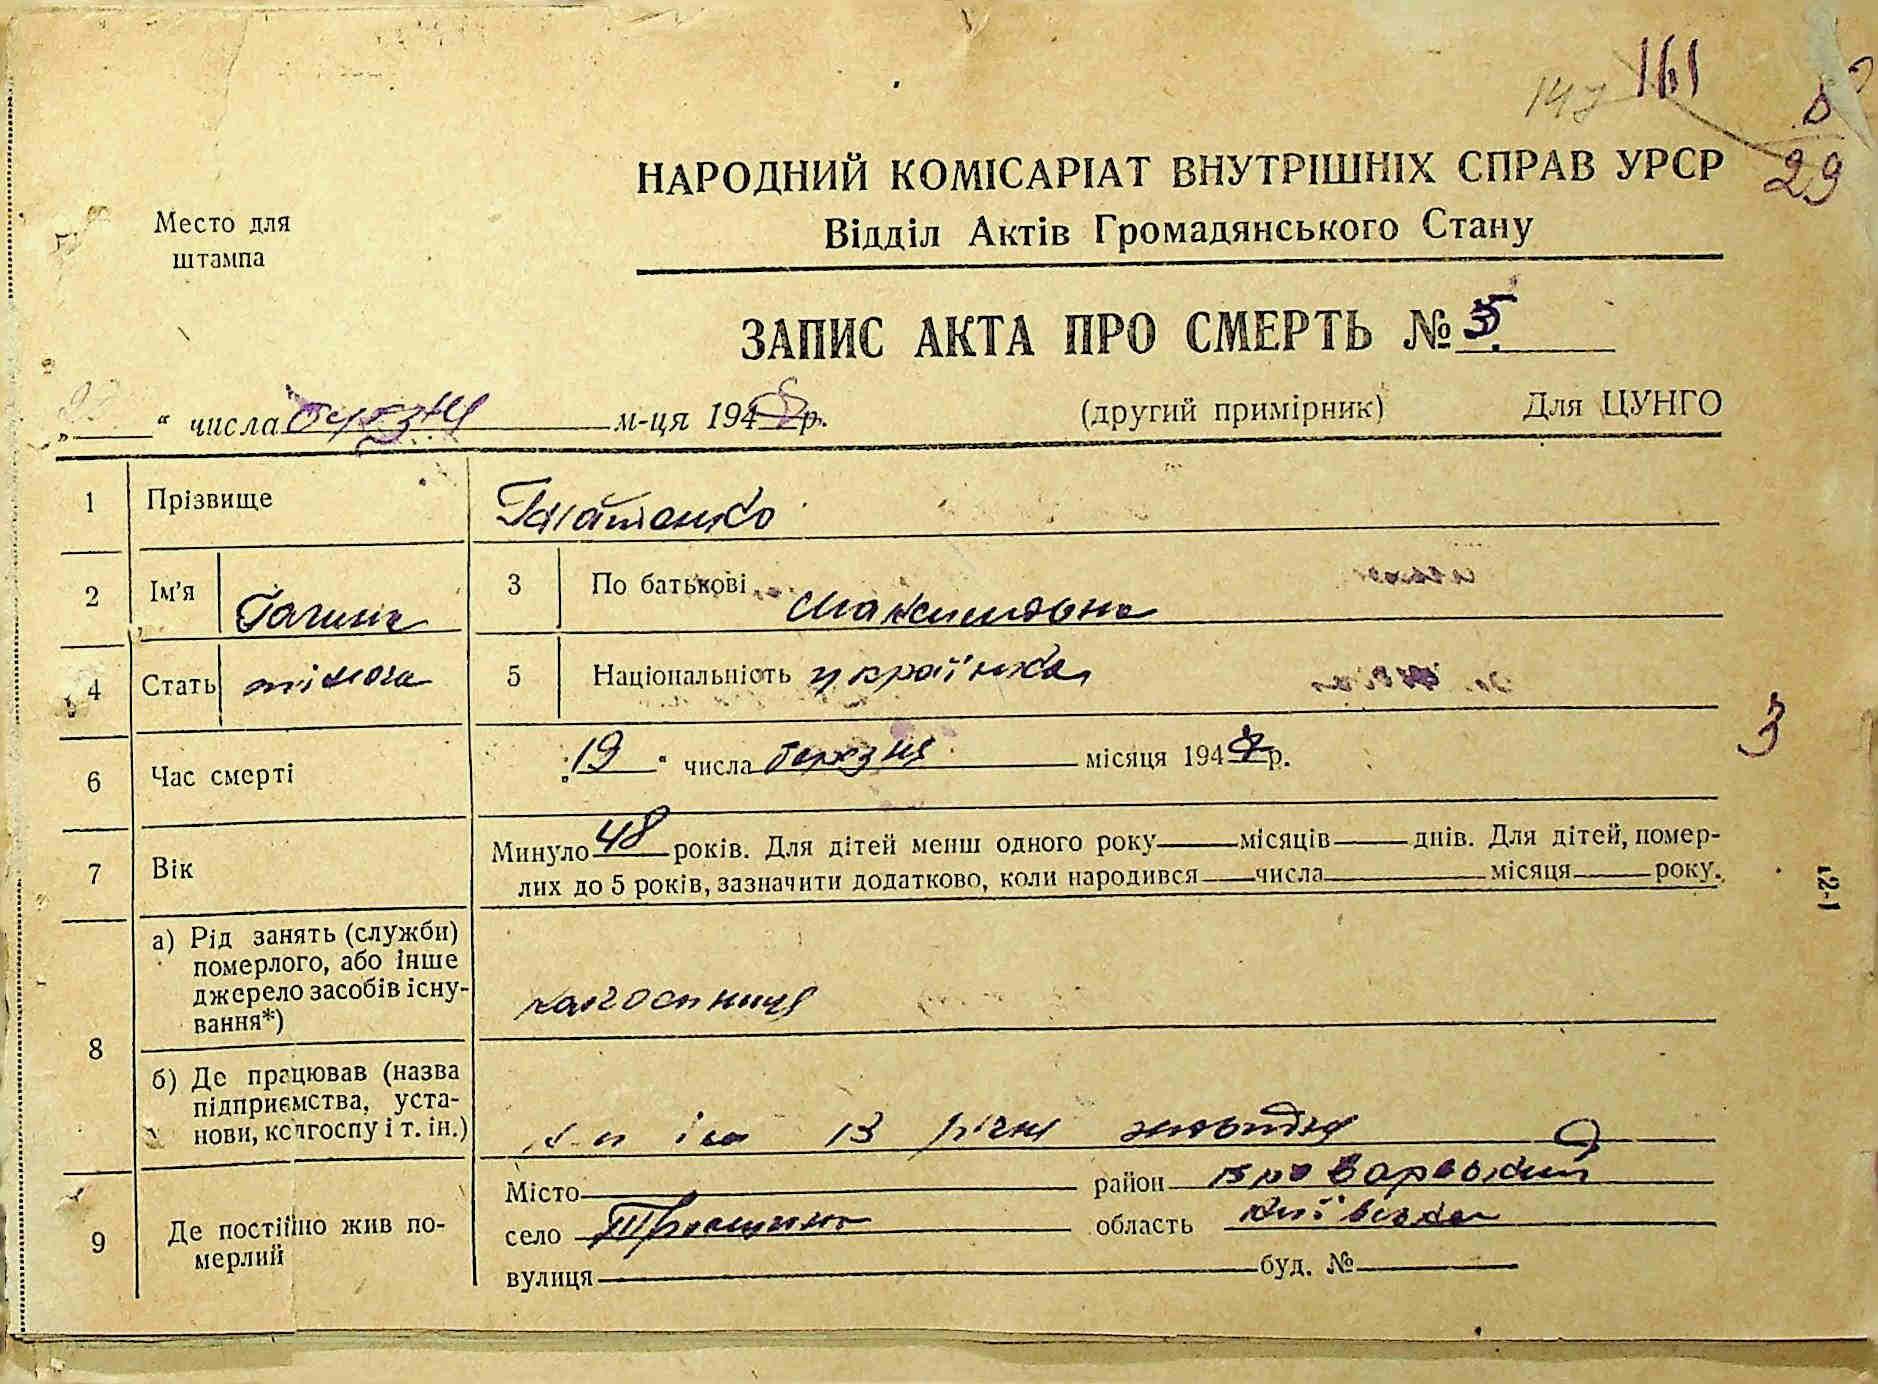 161
147
6
29
НАРОДНИЙ КОМІСАРІАТ ВНУТРІШНІХ СПРАВ УРСР
Відділ Актів Громадянського Стану
Место для
штампа
ЗАПИС АКТА ПРО СМЕРТЬ № 5
„ “ числа березня м-ця 194 р.
(другий примірник) Для ЦУНГО
1 Прізвище Гнатенко
2 Ім'я Галина 3 По батькові Максимовна
4 Стать жіноча 5 Національність українка
6 Час смерті „19“ числа березня місяця 194 р.
3
7 Вік Минуло 48 років. Для дітей менш одного року місяців днів. Для дітей, помер-
лих до 5 років, зазначити додатково, коли народився числа місяця року.
8 а) Рід занять (служби)
померлого, або інше
джерело засобів існу-
вання*)
колгоспниця
б) Де працював (назва
підприємства, уста-
нови, колгоспу і т. ін.)
13 річчя жовтня
9 Де постійно жив по-
мерлий
Місто район Броварський
село Троєщина область Київська
вулиця буд. №